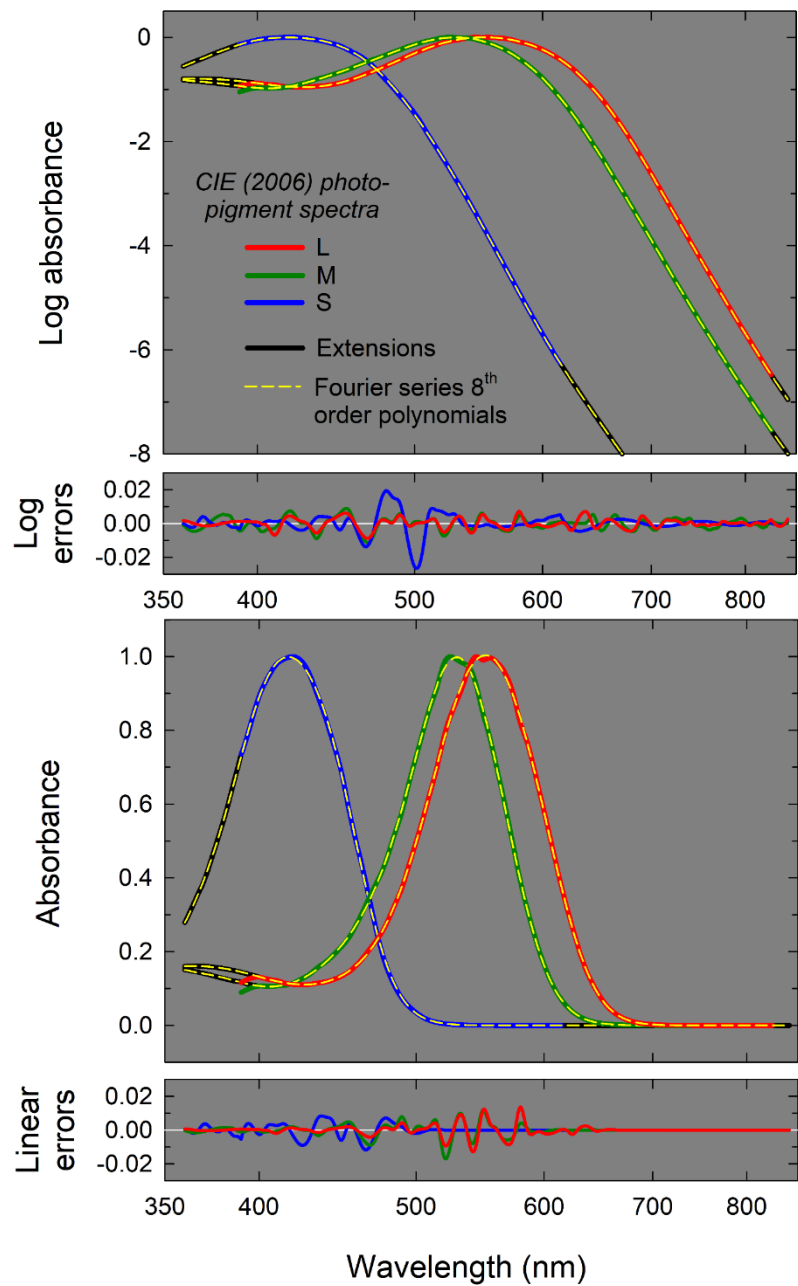 0
-2
-4
-6
-8
Log absorbance
CIE (2006) photo-
pigment spectra
L
M
S
Extensions
Fourier series 8th
order polynomials
0.02
0.00
-0.02
Log
errors
350 400 500 600 700 800
1.0
0.8
0.6
0.4
0.2
0.0
Absorbance
0.02
0.00
-0.02
Linear
errors
350 400 500 600 700 800
Wavelength (nm)